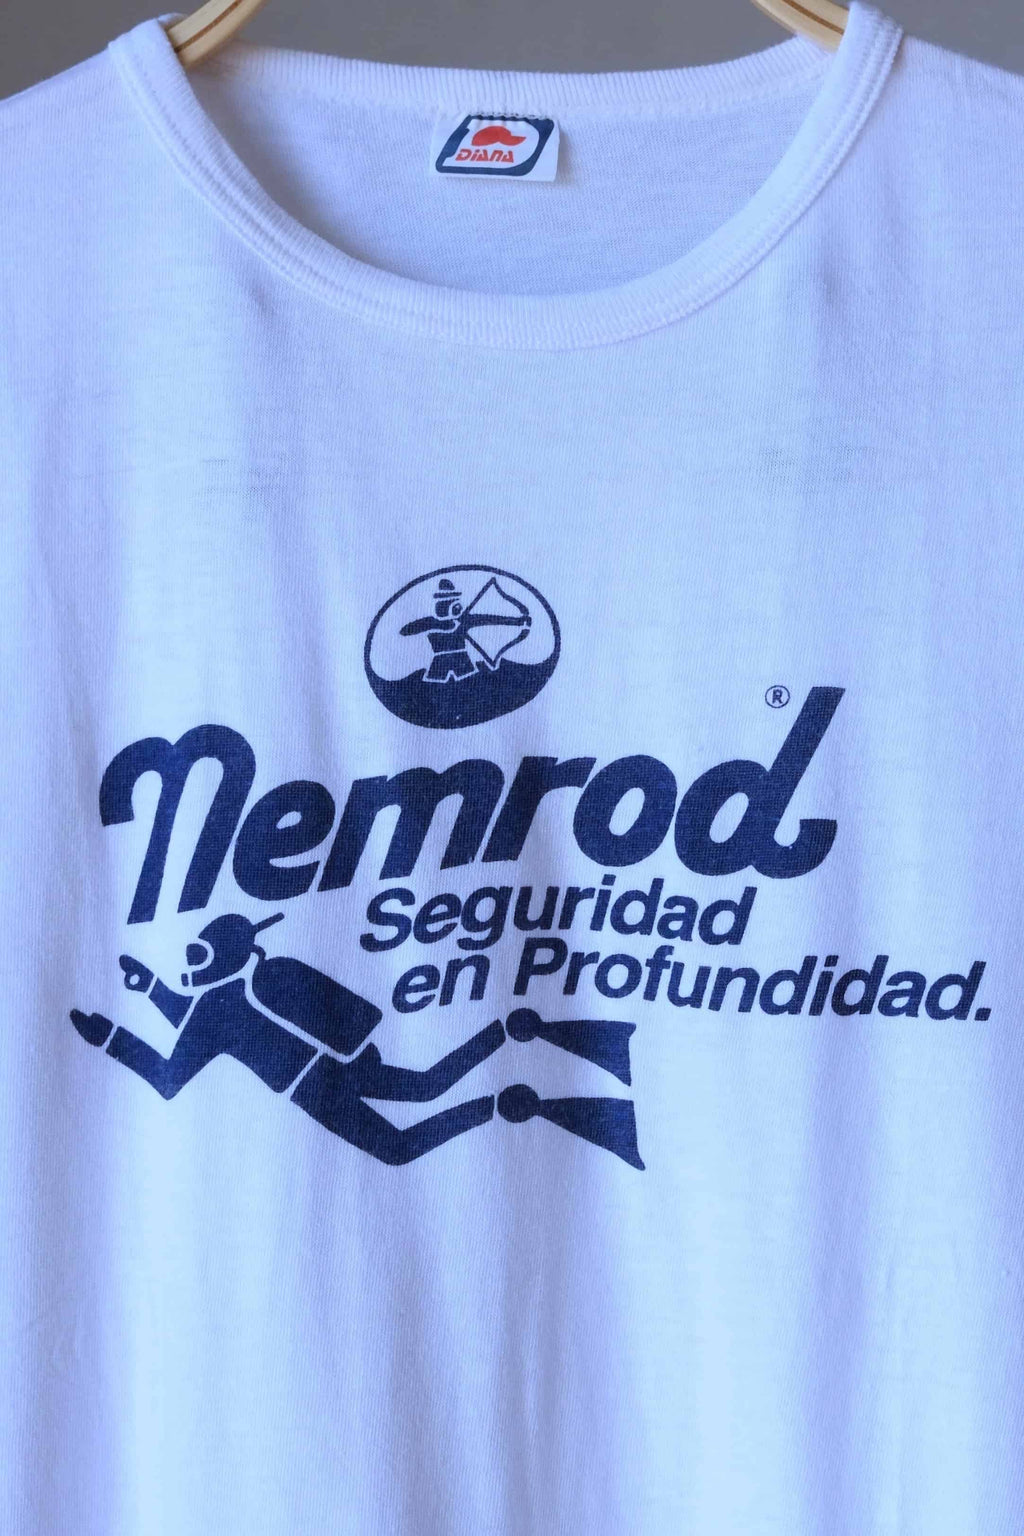 DIANA
Nemrod ®
Seguridad
en Profundidad.